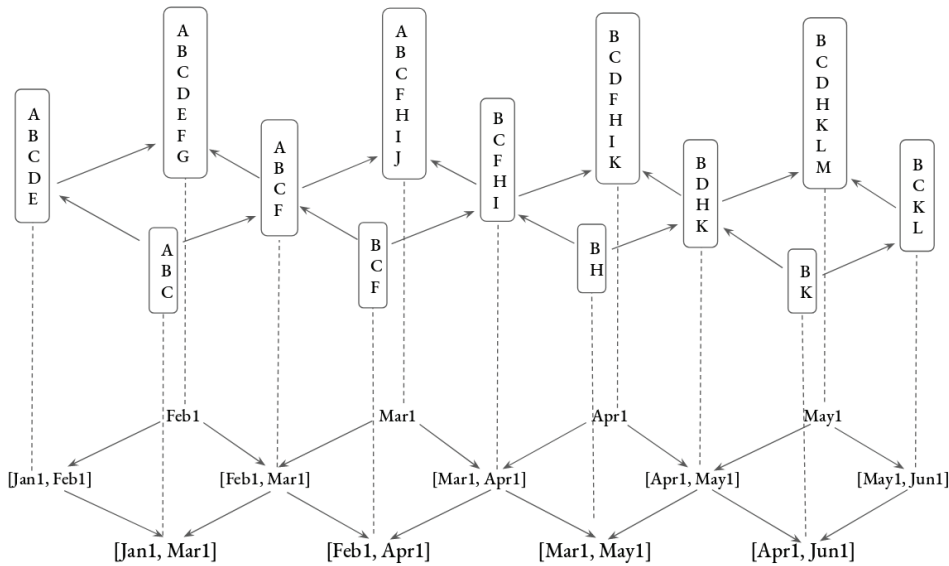 A
B
C
D
E
A
B
C
D
E
F
G
A
B
C
F
A
B
C
F
H
I
J
B
C
F
H
I
B
C
D
F
H
I
K
B
D
H
K
B
C
D
H
K
L
M
B
C
K
L
A
B
C
B
C
F
B
H
B
K
Feb1 Mar1 Apr1 May1
[Jan1, Feb1] [Feb1, Mar1] [Mar1, Apr1] [Apr1, May1] [May1, Jun1]
[Jan1, Mar1] [Feb1, Apr1] [Mar1, May1] [Apr1, Jun1]